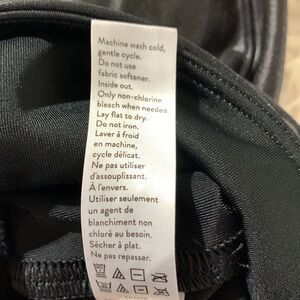 Machine wash cold,
gentle cycle.
Do not use
fabric softener.
Inside out.
Only non-chlorine
bleach when needed.
Lay flat to dry.
Do not iron.
Laver à froid
en machine,
cycle délicat.
Ne pas utiliser
d'assouplissant.
À l'envers.
Utiliser seulement
un agent de
blanchiment non
chloré au besoin.
Sécher à plat.
Ne pas repasser.